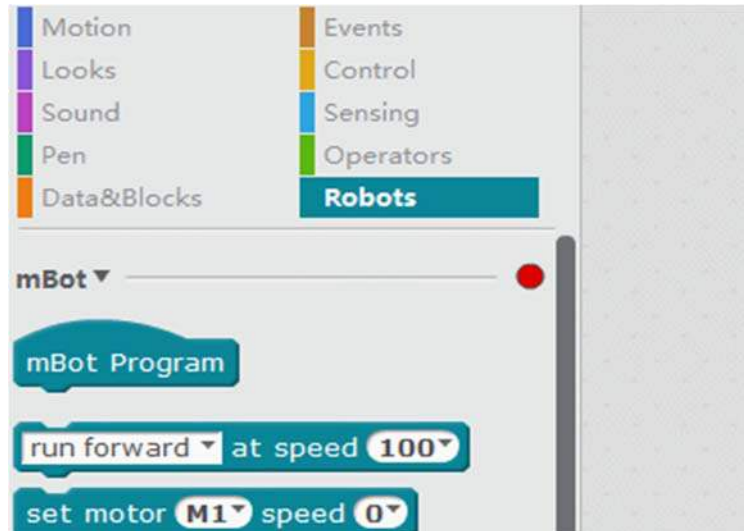 Motion Events
Looks Control
Sound Sensing
Pen Operators
Data&Blocks Robots
mBot
mBot Program
run forward at speed 100
set motor M1 speed 0